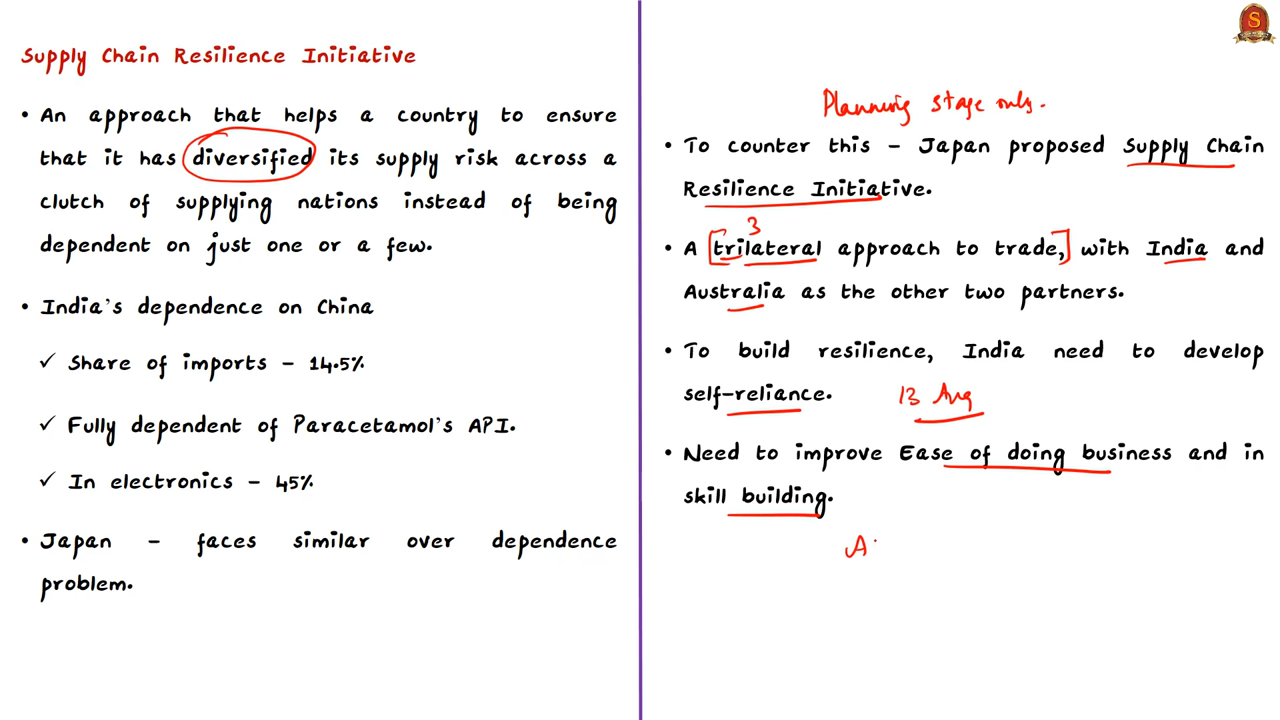 Supply Chain Resilience Initiative
• An approach that helps a country to ensure
that it has diversified its supply risk across a
clutch of supplying nations instead of being
dependent on just one or a few.
• India's dependence on China
✓ Share of imports - 14.5%
✓ Fully dependent of Paracetamol's API.
✓ In electronics - 45%
• Japan - faces similar over dependence
problem.
S
Planning stage only.
• To counter this - Japan proposed Supply Chain
Resilience Initiative.
3
• A [trilateral approach to trade,] with India and
Australia as the other two partners.
• To build resilience, India need to develop
self-reliance. 13 Aug
• Need to improve Ease of doing business and in
skill building.
A